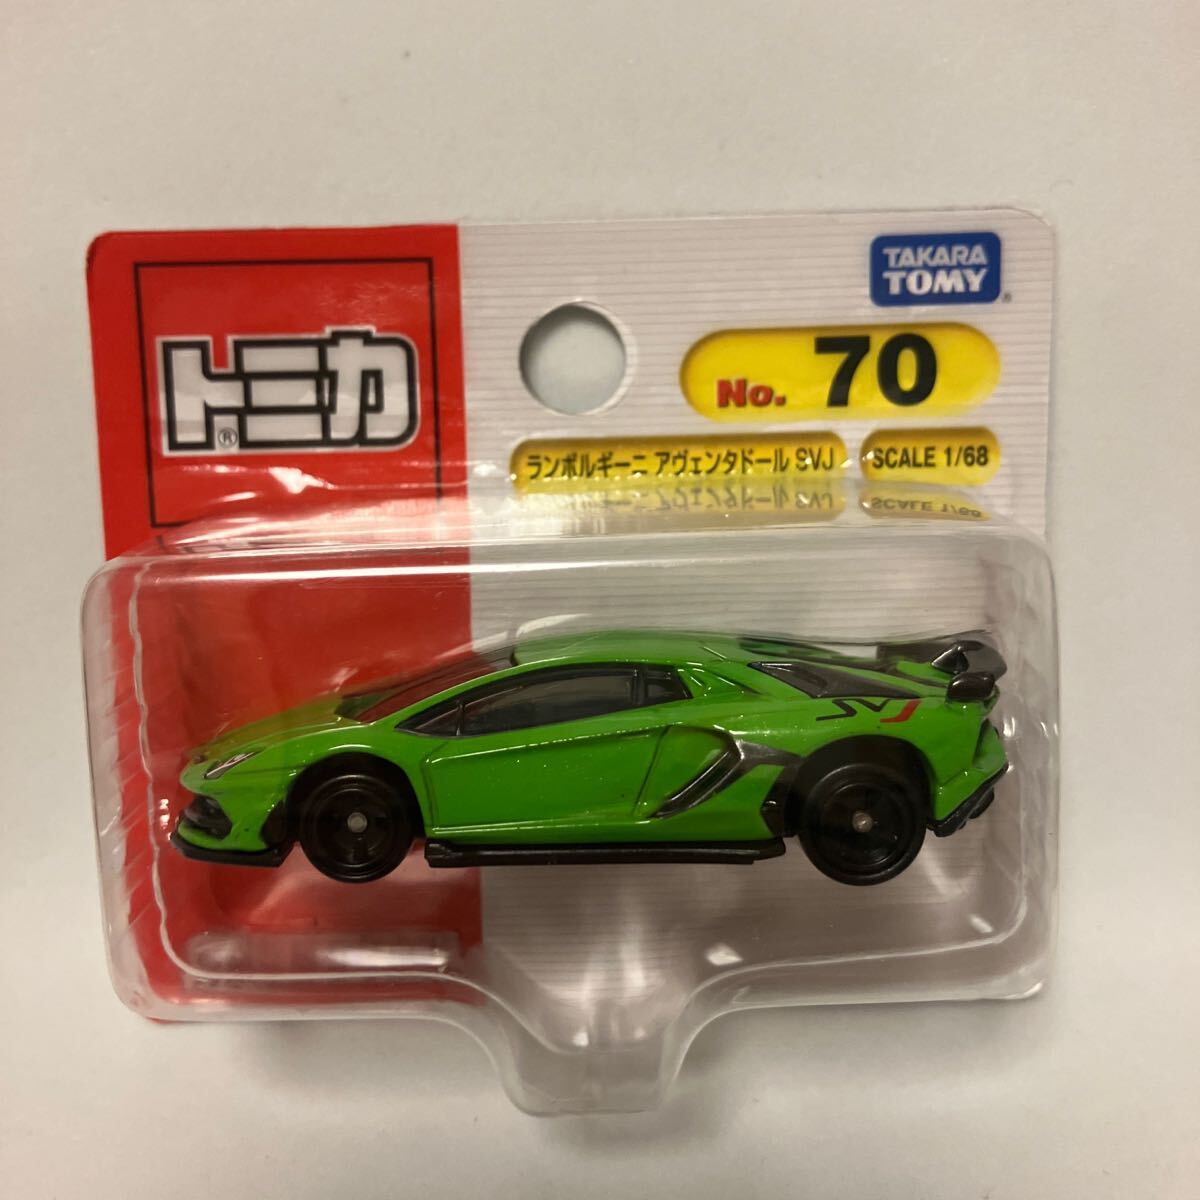 トミカ®
TAKARA
TOMY®
No. 70
ランボルギーニ アヴェンタドール SVJ
SCALE 1/68
SVJ